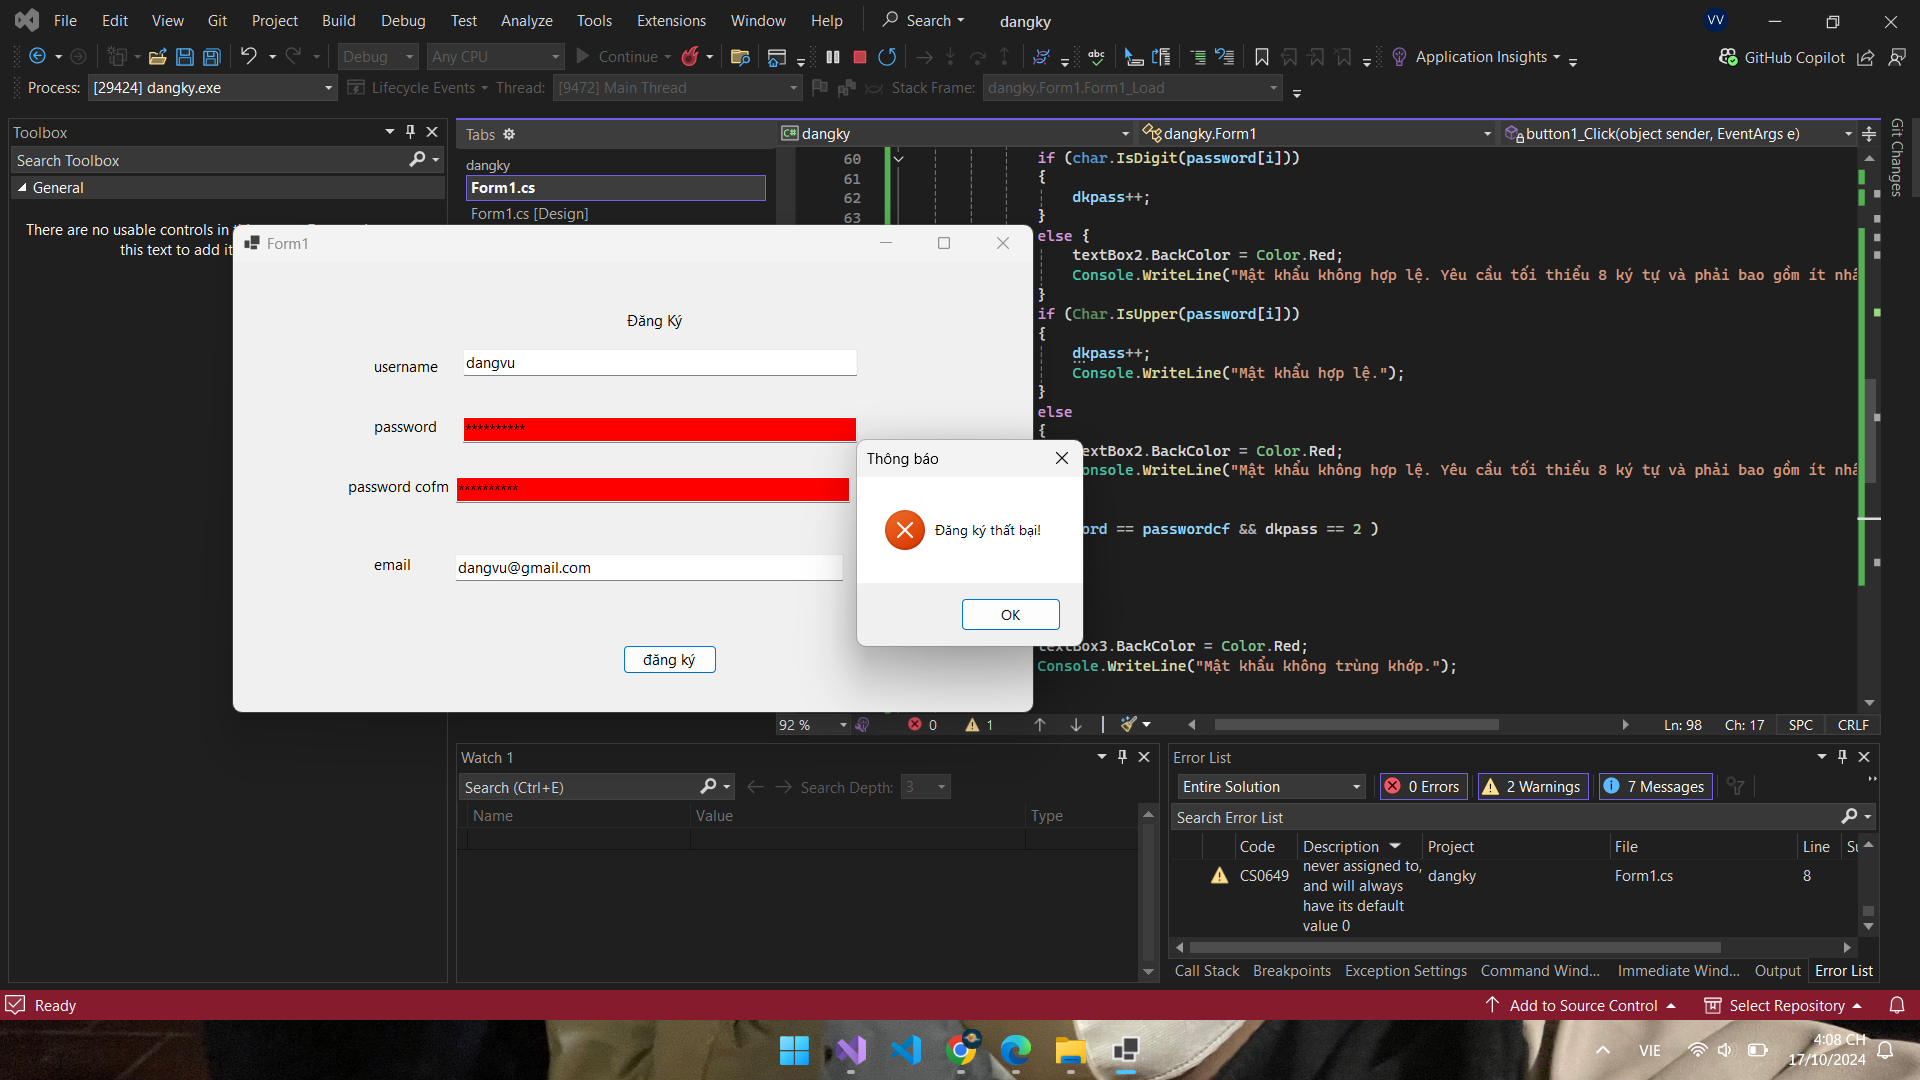 File Edit View Git Project Build Debug Test Analyze Tools Extensions Window Help Search dangky VV
Debug Any CPU Continue Application Insights GitHub Copilot
Process: [29424] dangky.exe Lifecycle Events Thread: [9472] Main Thread Stack Frame: dangky.Form1.Form1_Load
Toolbox
Search Toolbox
General
There are no usable controls in
this text to add it
Tabs
dangky
Form1.cs
Form1.cs [Design]
dangky dangky.Form1 button1_Click(object sender, EventArgs e)
Git Changes
60 if (char.IsDigit(password[i]))
61 {
62 dkpass++;
63 }
else {
textBox2.BackColor = Color.Red;
Console.WriteLine("Mật khẩu không hợp lệ. Yêu cầu tối thiểu 8 ký tự và phải bao gồm ít nhấ
}
if (Char.IsUpper(password[i]))
{
dkpass++;
Console.WriteLine("Mật khẩu hợp lệ.");
}
else
{
extBox2.BackColor = Color.Red;
onsole.WriteLine("Mật khẩu không hợp lệ. Yêu cầu tối thiểu 8 ký tự và phải bao gồm ít nhấ
ord == passwordcf && dkpass == 2 )
textBox3.BackColor = Color.Red;
Console.WriteLine("Mật khẩu không trùng khớp.");
Form1
Đăng Ký
username dangvu
password **********
password cofm **********
email dangvu@gmail.com
đăng ký
Thông báo
Đăng ký thất bại!
OK
92 % 0 1 Ln: 98 Ch: 17 SPC CRLF
Watch 1
Search (Ctrl+E) Search Depth: 3
Name Value Type
Error List
Entire Solution 0 Errors 2 Warnings 7 Messages
Search Error List
Code Description Project File Line Su
CS0649 never assigned to, and will always have its default value 0 dangky Form1.cs 8
Call Stack Breakpoints Exception Settings Command Wind... Immediate Wind... Output Error List
Ready Add to Source Control Select Repository
VIE 4:08 CH
17/10/2024